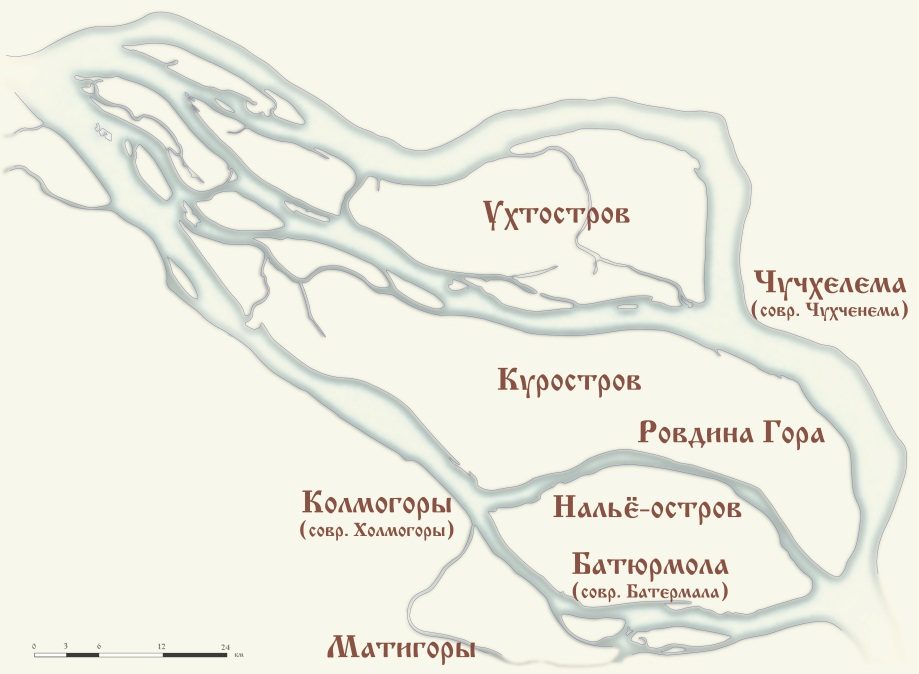 Ухтостров
Чучхелема
(совр. Чухченема)
Куростров
Ровдина Гора
Колмогоры
(совр. Холмогоры)
Нальё-остров
Батюрмола
(совр. Батермала)
Матигоры
0 3 6 12 24 км